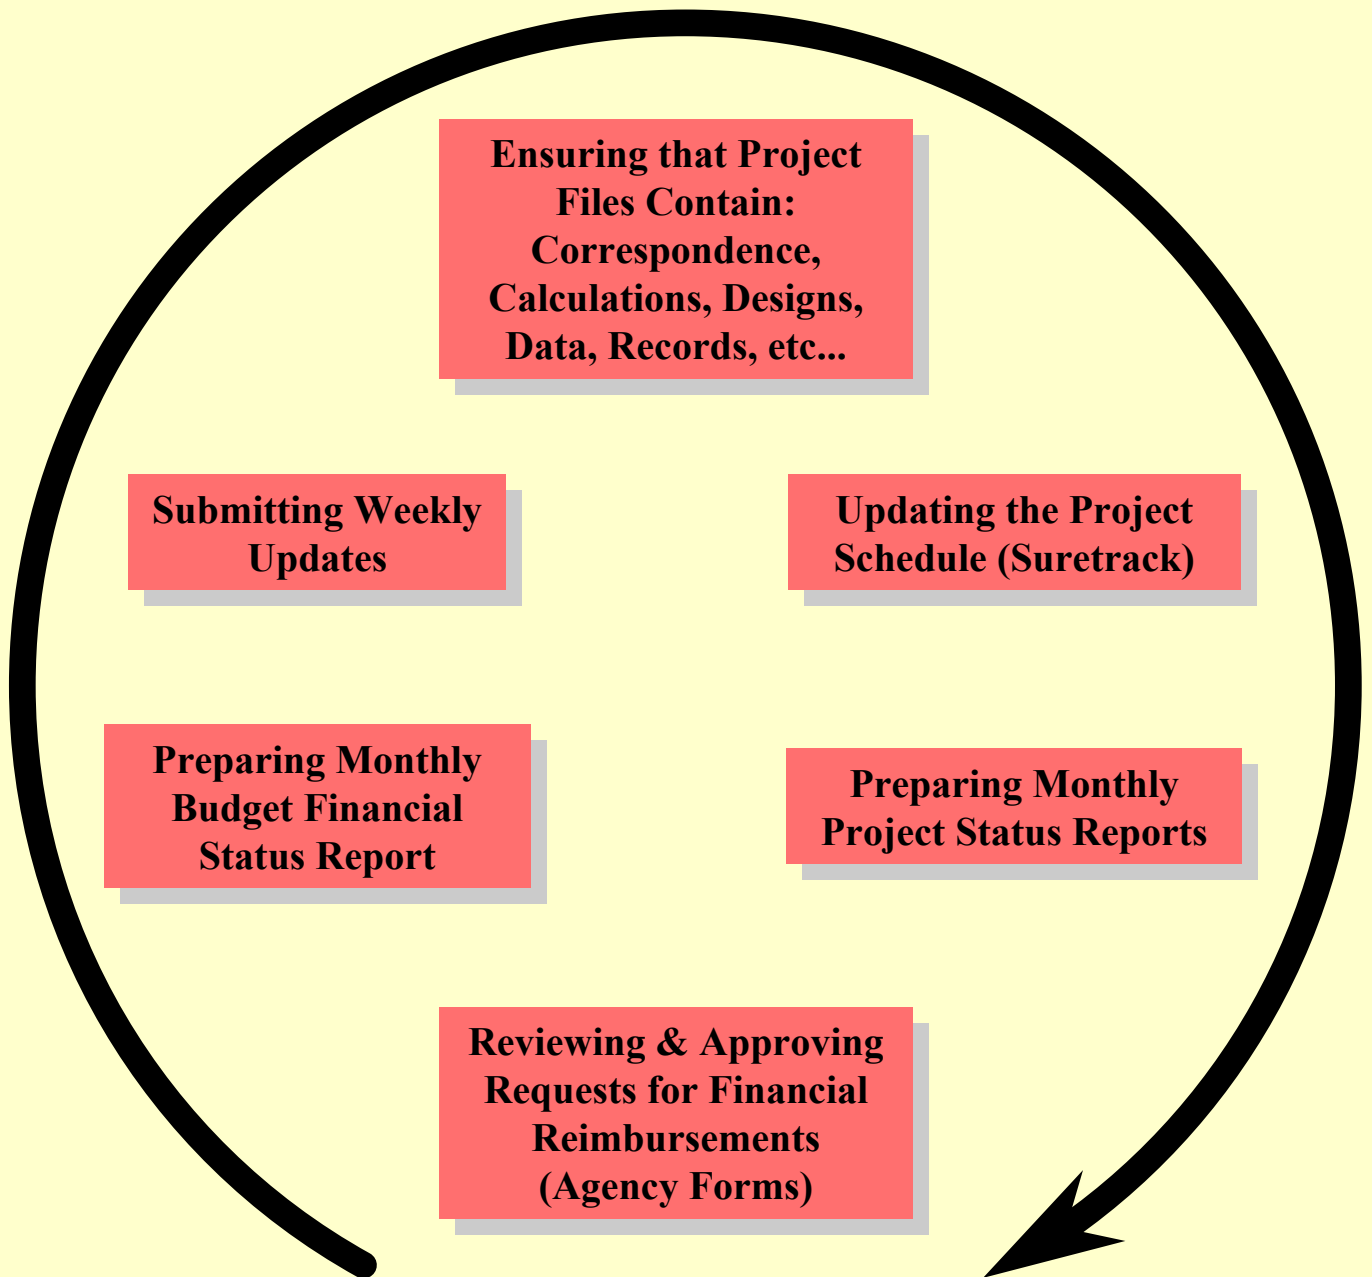 Ensuring that Project
Files Contain:
Correspondence,
Calculations, Designs,
Data, Records, etc...
Submitting Weekly
Updates
Updating the Project
Schedule (Suretrack)
Preparing Monthly
Budget Financial
Status Report
Preparing Monthly
Project Status Reports
Reviewing & Approving
Requests for Financial
Reimbursements
(Agency Forms)